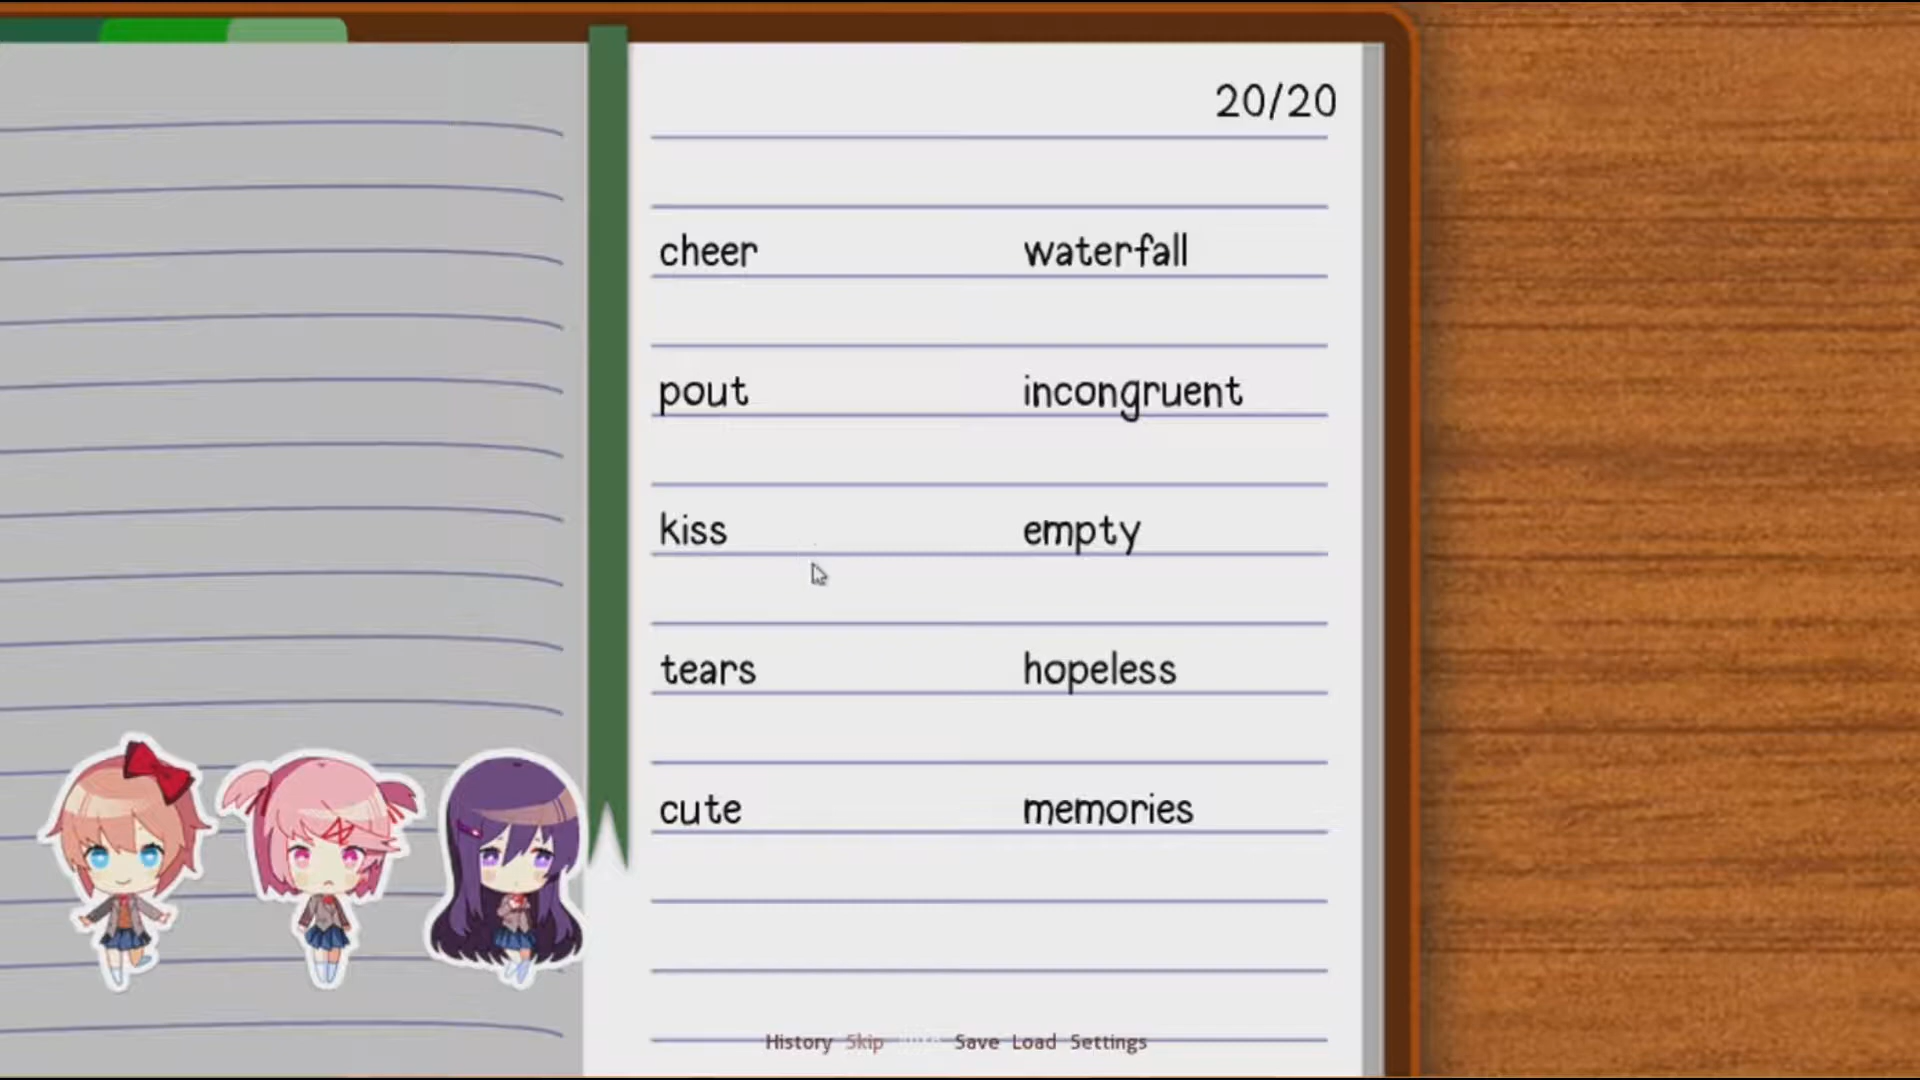 20/20
cheer waterfall
pout incongruent
kiss empty
tears hopeless
cute memories
History Skip Save Load Settings